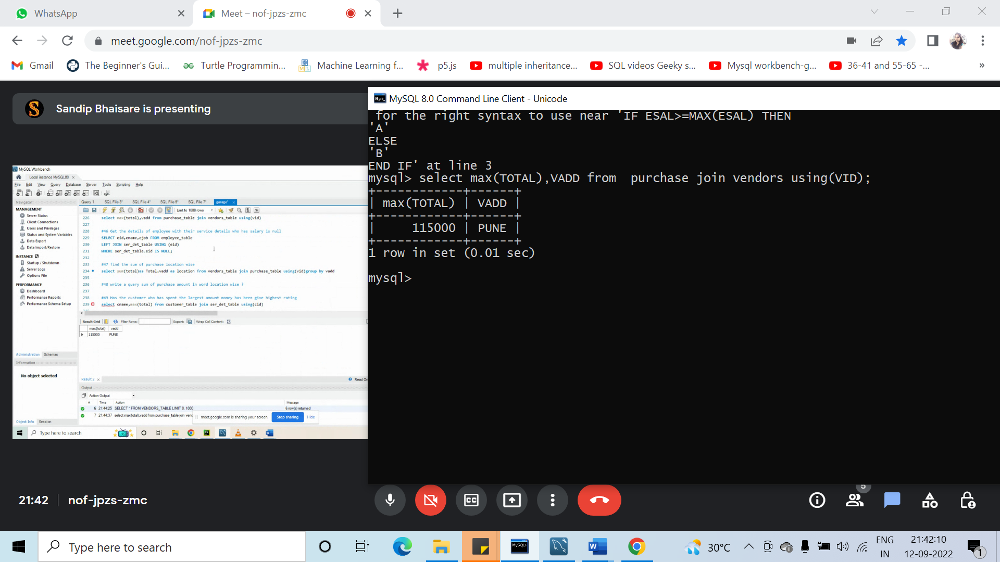 WhatsApp
Meet – nof-jpzs-zmc
meet.google.com/nof-jpzs-zmc
Gmail
The Beginner's Gui...
Turtle Programmin...
Machine Learning f...
p5.js
multiple inheritance...
SQL videos Geeky s...
Mysql workbench-g...
36-41 and 55-65 -...
»
Sandip Bhaisare is presenting
MySQL Workbench
Local instance MySQL80
File Edit View Query Database Server Tools Scripting Help
Navigator
MANAGEMENT
Server Status
Client Connections
Users and Privileges
Status and System Variables
Data Export
Data Import/Restore
INSTANCE
Startup / Shutdown
Server Logs
Options File
PERFORMANCE
Dashboard
Performance Reports
Performance Schema Setup
Administration Schemas
Information
No object selected
Object Info Session
Query 1 SQL File 3* SQL File 4* SQL File 9* SQL File 7* garage*
Limit to 1000 rows
226 select max(total),vadd from purchase_table join vendors_table using(vid)
227
228 #46 Get the details of employee with their service details who has salary is null
229 SELECT eid,ename,ejob FROM employee_table
230 LEFT JOIN ser_det_table USING (eid)
231 WHERE ser_det_table.eid IS NULL;
232
233 #47 find the sum of purchase location wise
234 select sum(total)as Total,vadd as location from vendors_table join purchase_table using(vid)group by vadd
235
236 #48 write a query sum of purchase amount in word location wise ?
237
238 #49 Has the customer who has spent the largest amount money has been give highest rating
239 select cname,max(total) from customer_table join ser_det_table using(cid)
Result Grid Filter Rows: Export: Wrap Cell Content:
max(total) vadd
115000 PUNE
Result 2
Read On
Output
Action Output
# Time Action Message
6 21:44:25 SELECT * FROM VENDORS_TABLE LIMIT 0, 1000 6 row(s) returned
7 21:44:37 select max(total),vadd from purchase_table join vend
meet.google.com is sharing your screen. Stop sharing Hide
Type here to search
MySQL 8.0 Command Line Client - Unicode
for the right syntax to use near 'IF ESAL>=MAX(ESAL) THEN
'A'
ELSE
'B'
END IF' at line 3
mysql> select max(TOTAL),VADD from  purchase join vendors using(VID);
+------------+------+
| max(TOTAL) | VADD |
+------------+------+
|     115000 | PUNE |
+------------+------+
1 row in set (0.01 sec)
mysql>
21:42 | nof-jpzs-zmc
CC
5
Type here to search
MySQL>
W
30°C
ENG
IN
21:42:10
12-09-2022
1